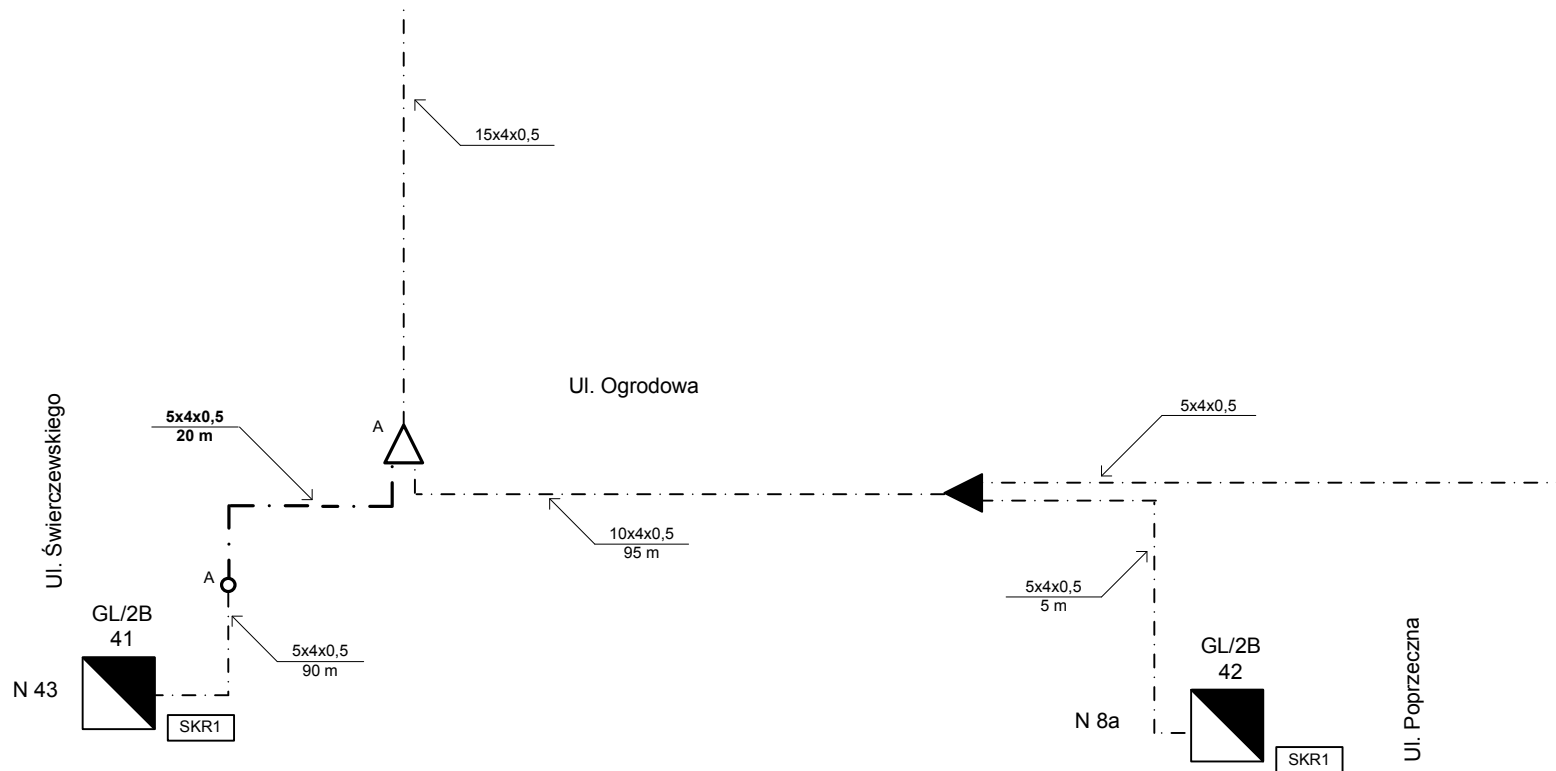 15x4x0,5
Ul. Ogrodowa
Ul. Świerczewskiego
5x4x0,5
20 m
A
5x4x0,5
10x4x0,5
95 m
A
5x4x0,5
5 m
GL/2B
41
N 43
SKR1
5x4x0,5
90 m
GL/2B
42
N 8a
SKR1
Ul. Poprzeczna